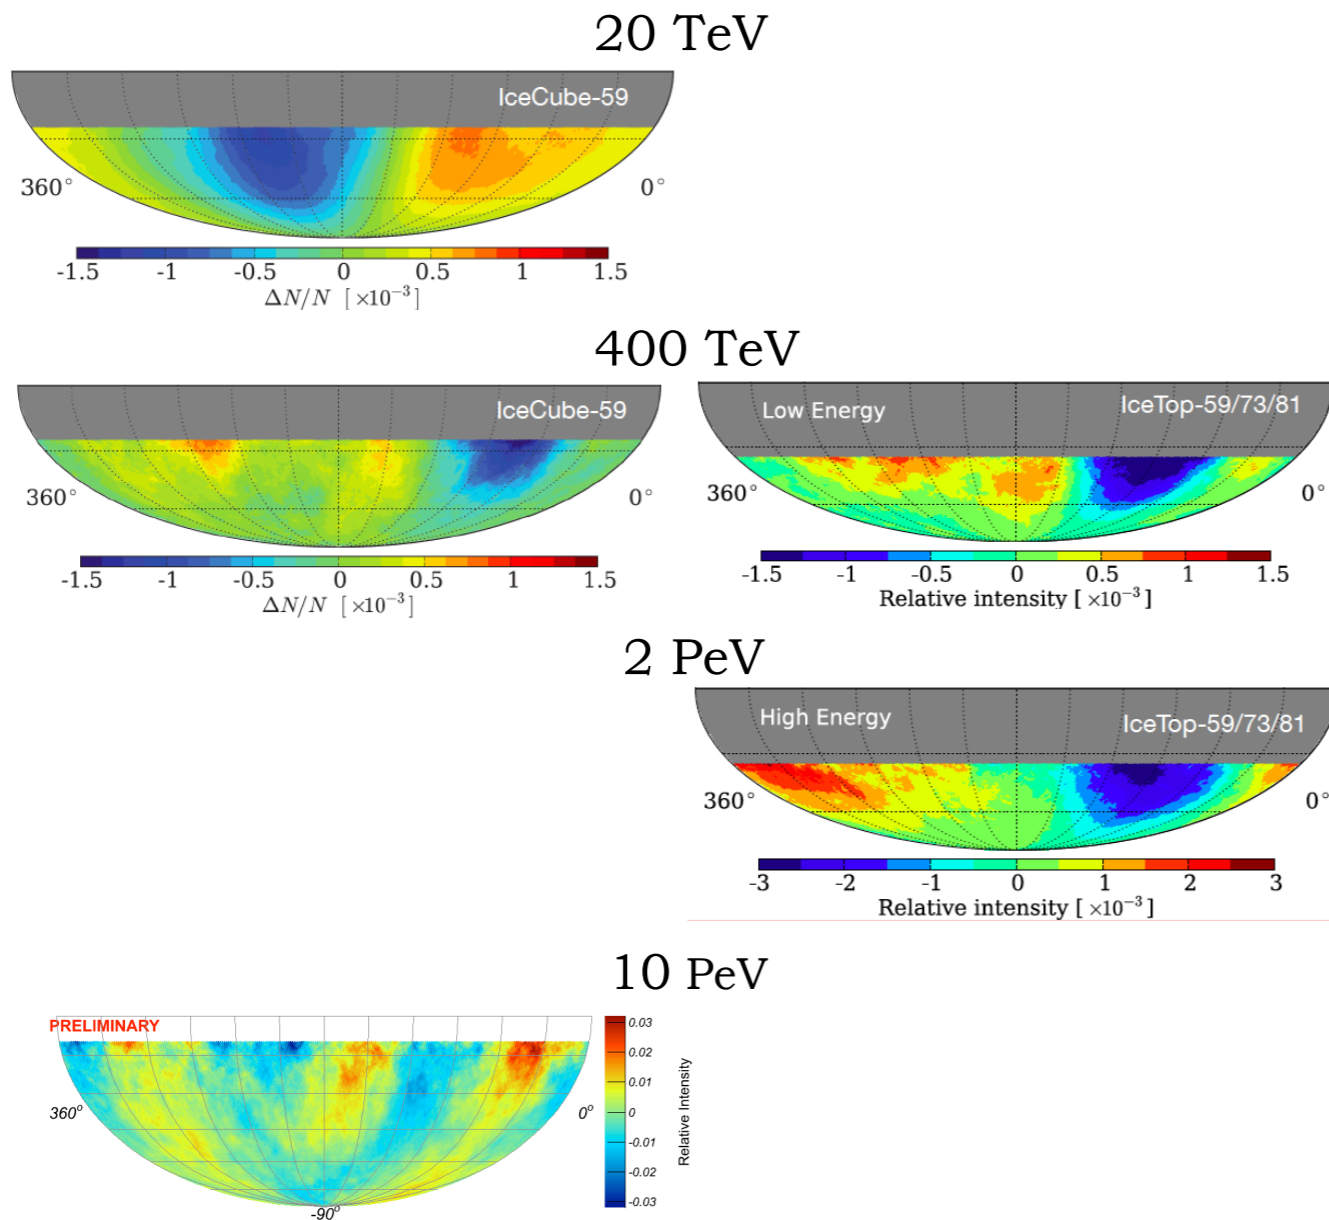 20 TeV
IceCube-59
360° 0°
-1.5 -1 -0.5 0 0.5 1 1.5
ΔN/N [ ×10⁻³ ]
400 TeV
IceCube-59
360° 0°
-1.5 -1 -0.5 0 0.5 1 1.5
ΔN/N [ ×10⁻³ ]
Low Energy IceTop-59/73/81
360° 0°
-1.5 -1 -0.5 0 0.5 1 1.5
Relative intensity [ ×10⁻³ ]
2 PeV
High Energy IceTop-59/73/81
360° 0°
-3 -2 -1 0 1 2 3
Relative intensity [ ×10⁻³ ]
10 PeV
PRELIMINARY
360° 0°
-90°
0.03
0.02
0.01
0
-0.01
-0.02
-0.03
Relative Intensity